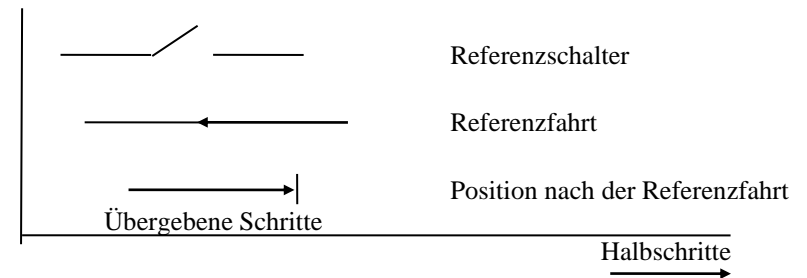 Referenzschalter
Referenzfahrt
Position nach der Referenzfahrt
Übergebene Schritte
Halbschritte